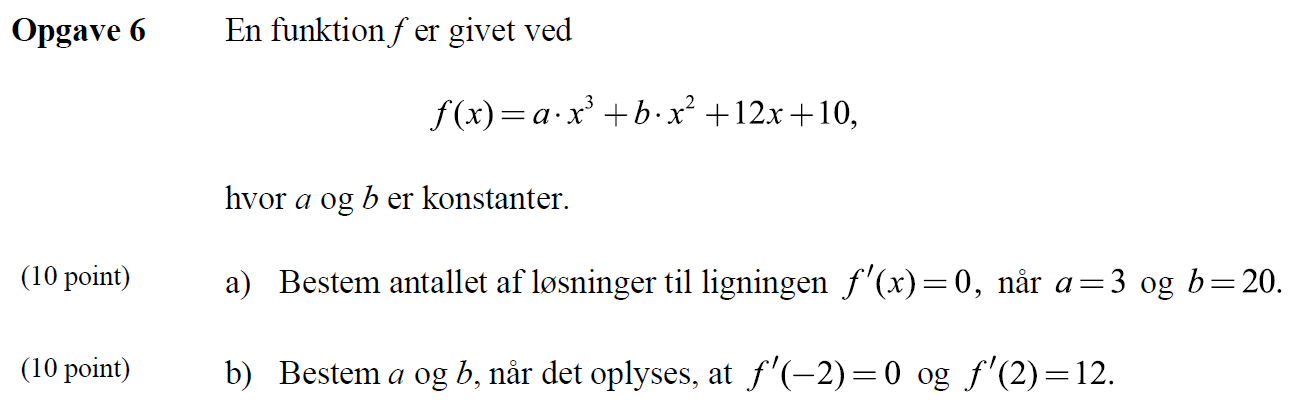 Opgave 6 En funktion f er givet ved
f(x) = a · x³ + b · x² + 12x + 10,
hvor a og b er konstanter.
(10 point) a) Bestem antallet af løsninger til ligningen f′(x) = 0, når a = 3 og b = 20.
(10 point) b) Bestem a og b, når det oplyses, at f′(−2) = 0 og f′(2) = 12.